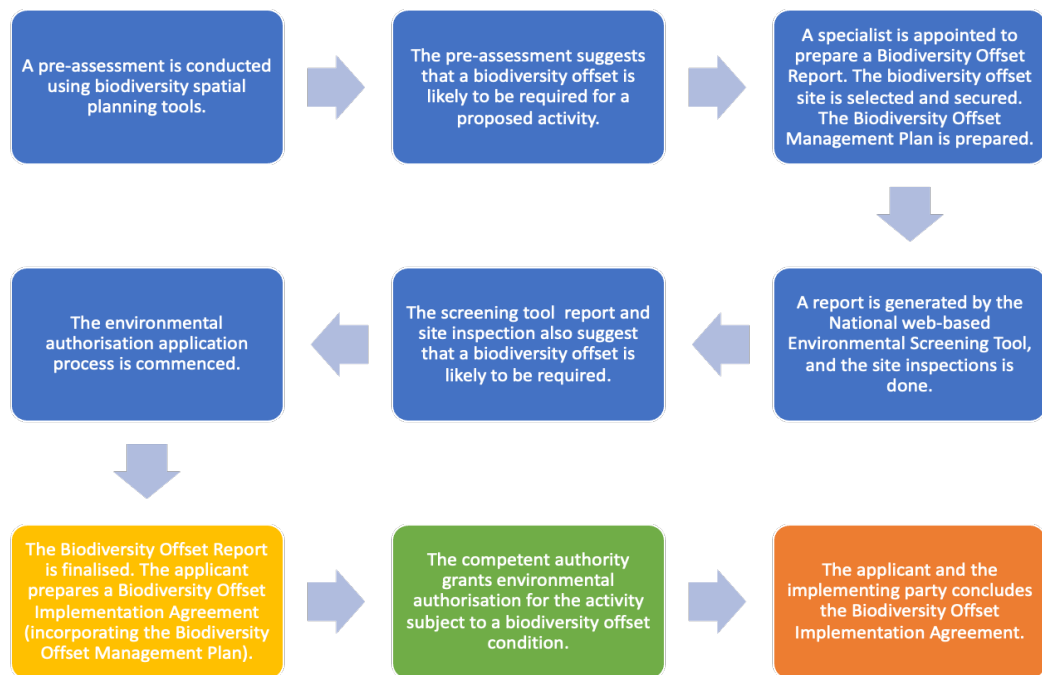 A pre-assessment is conducted
using biodiversity spatial
planning tools.
The pre-assessment suggests
that a biodiversity offset is
likely to be required for a
proposed activity.
A specialist is appointed to
prepare a Biodiversity Offset
Report. The biodiversity offset
site is selected and secured.
The Biodiversity Offset
Management Plan is prepared.
A report is generated by the
National web-based
Environmental Screening Tool,
and the site inspections is
done.
The screening tool  report and
site inspection also suggest
that a biodiversity offset is
likely to be required.
The environmental
authorisation application
process is commenced.
The Biodiversity Offset Report
is finalised. The applicant
prepares a Biodiversity Offset
Implementation Agreement
(incorporating the Biodiversity
Offset Management Plan).
The competent authority
grants environmental
authorisation for the activity
subject to a biodiversity offset
condition.
The applicant and the
implementing party concludes
the Biodiversity Offset
Implementation Agreement.